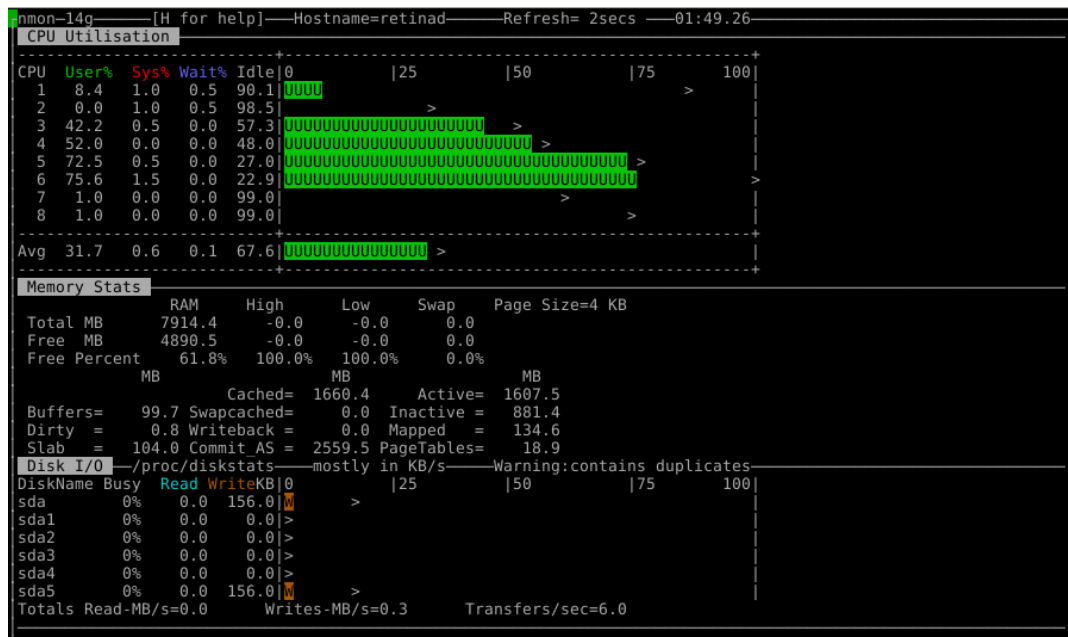 nmon—14g———[H for help]———Hostname=retinad———Refresh= 2secs ———01:49.26
CPU Utilisation
---------------------------+-------------------------------------------------+
CPU User% Sys% Wait% Idle|0 |25 |50 |75 100|
1 8.4 1.0 0.5 90.1|UUUU > |
2 0.0 1.0 0.5 98.5| > |
3 42.2 0.5 0.0 57.3|UUUUUUUUUUUUUUUUUUUUU > |
4 52.0 0.0 0.0 48.0|UUUUUUUUUUUUUUUUUUUUUUUUUU > |
5 72.5 0.5 0.0 27.0|UUUUUUUUUUUUUUUUUUUUUUUUUUUUUUUUUUUU >|
6 75.6 1.5 0.0 22.9|UUUUUUUUUUUUUUUUUUUUUUUUUUUUUUUUUUUUU >
7 1.0 0.0 0.0 99.0| > |
8 1.0 0.0 0.0 99.0| > |
---------------------------+-------------------------------------------------+
Avg 31.7 0.6 0.1 67.6|UUUUUUUUUUUUUUU > |
---------------------------+-------------------------------------------------+
Memory Stats
RAM High Low Swap Page Size=4 KB
Total MB 7914.4 -0.0 -0.0 0.0
Free MB 4890.5 -0.0 -0.0 0.0
Free Percent 61.8% 100.0% 100.0% 0.0%
MB MB MB
Cached= 1660.4 Active= 1607.5
Buffers= 99.7 Swapcached= 0.0 Inactive = 881.4
Dirty = 0.8 Writeback = 0.0 Mapped = 134.6
Slab = 104.0 Commit_AS = 2559.5 PageTables= 18.9
Disk I/O —/proc/diskstats———mostly in KB/s———Warning:contains duplicates
DiskName Busy Read WriteKB|0 |25 |50 |75 100|
sda 0% 0.0 156.0|W > |
sda1 0% 0.0 0.0|> |
sda2 0% 0.0 0.0|> |
sda3 0% 0.0 0.0|> |
sda4 0% 0.0 0.0|> |
sda5 0% 0.0 156.0|W > |
Totals Read-MB/s=0.0 Writes-MB/s=0.3 Transfers/sec=6.0